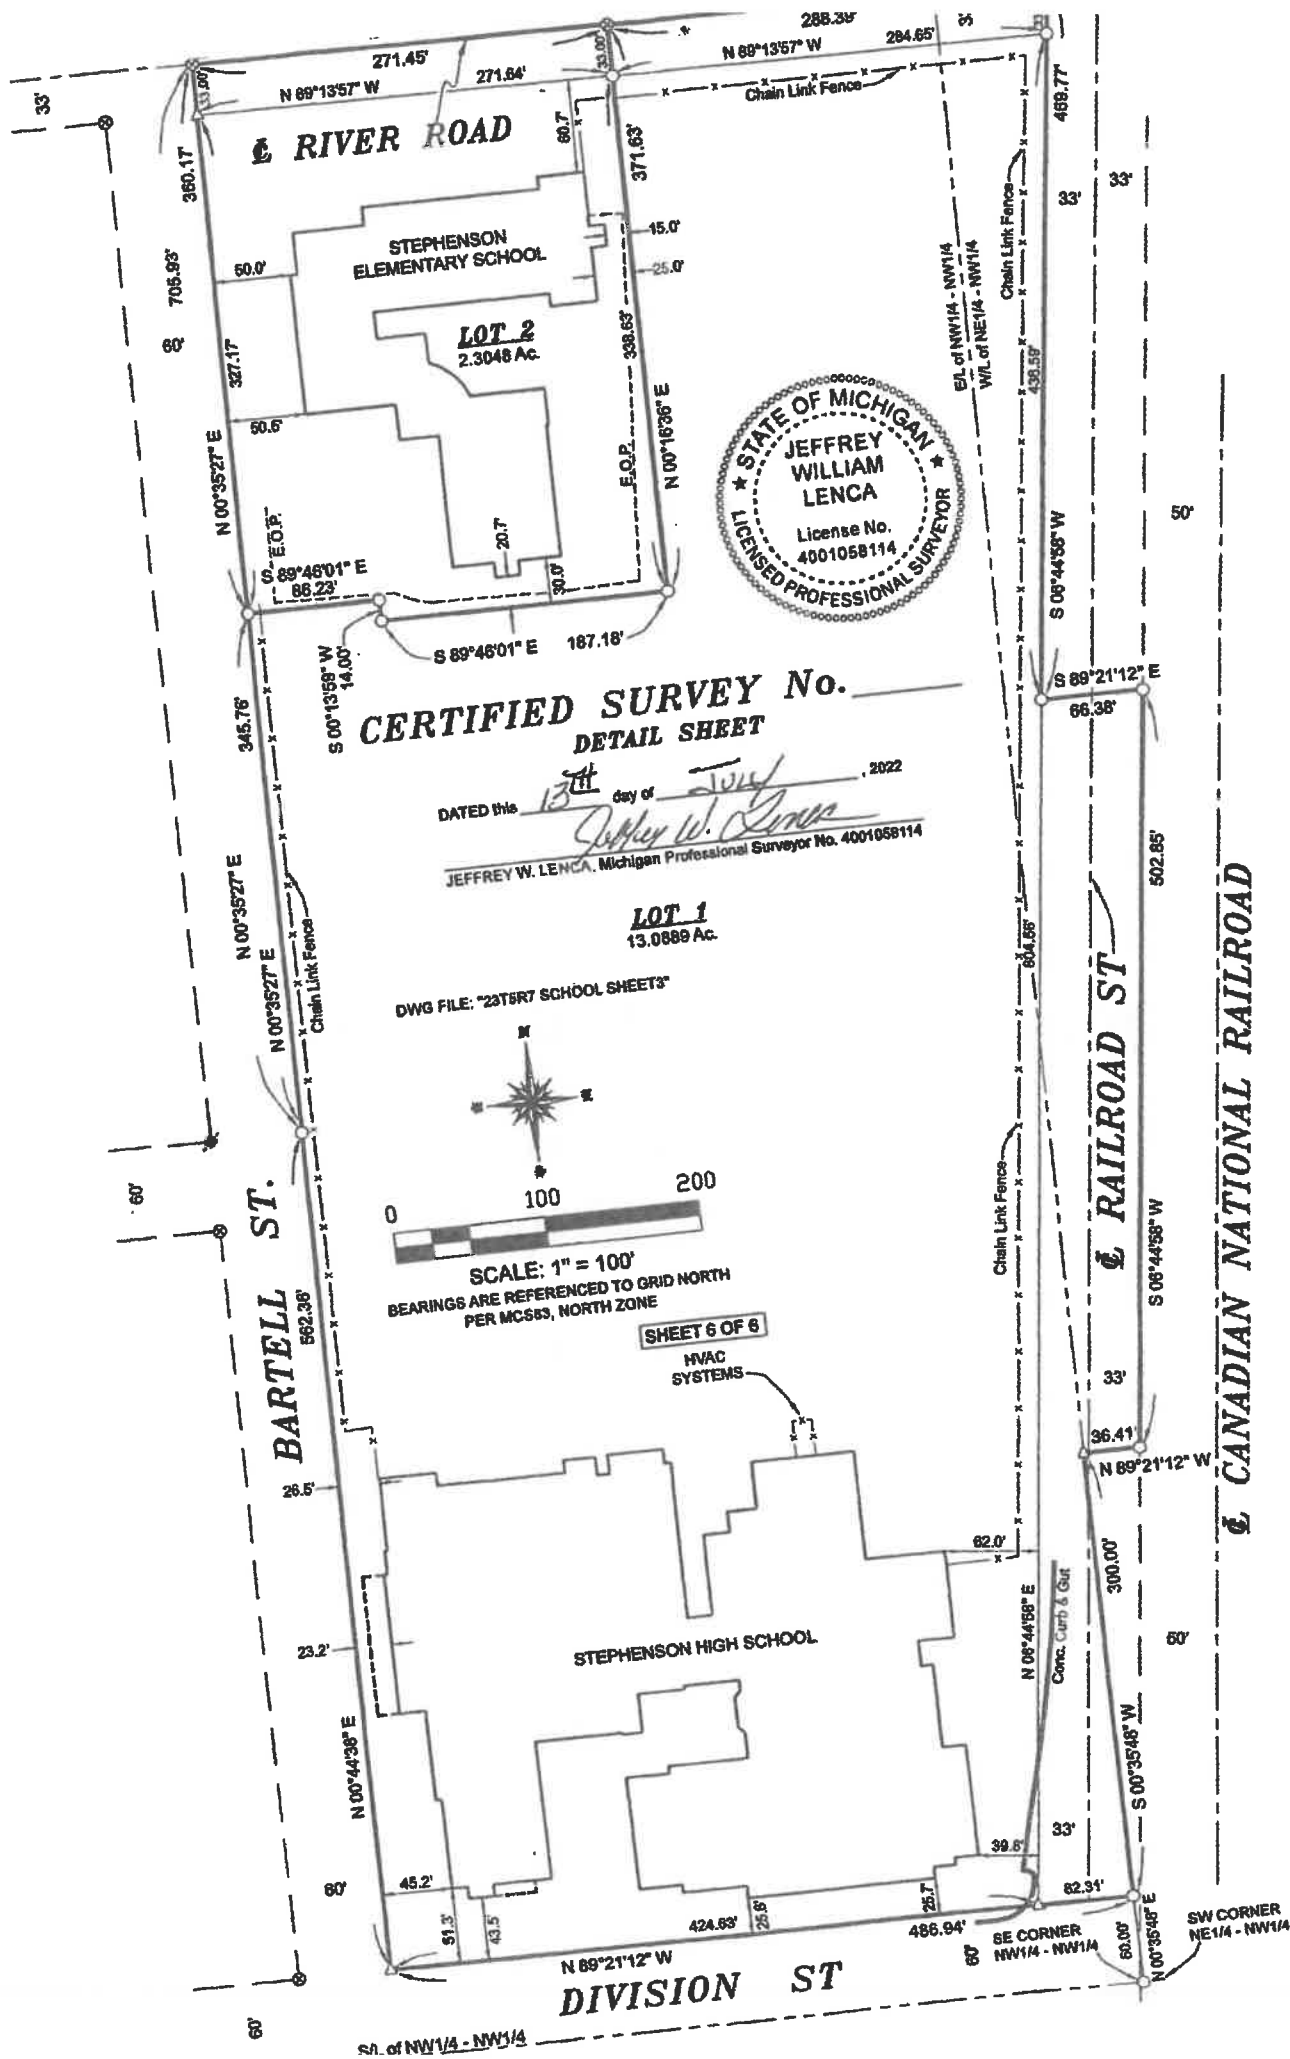 288.39'
271.45'
33.00'
33.00'
N 89°13'57" W
284.65'
33'
N 89°13'57" W
271.64'
Chain Link Fence
469.77'
℄ RIVER ROAD
60.7'
371.63'
360.17'
33'
33'
Chain Link Fence
STEPHENSON
ELEMENTARY SCHOOL
15.0'
25.0'
50.0'
705.93'
60'
E/L of NW1/4 - NW1/4
W/L of NE1/4 - NW1/4
LOT 2
2.3048 Ac.
338.63'
327.17'
436.59'
50.6'
N 00°35'27" E
E.O.P.
N 00°16'36" E
STATE OF MICHIGAN
JEFFREY
WILLIAM
LENCA
License No.
4001058114
LICENSED PROFESSIONAL SURVEYOR
50'
E.O.P.
20.7'
30.0'
S 06°44'58" W
S 89°46'01" E
86.23'
S 89°46'01" E
187.18'
S 00°13'59" W
14.00'
S 89°21'12" E
66.38'
345.76'
CERTIFIED SURVEY No.
DETAIL SHEET
DATED this 13TH day of July, 2022
Jeffrey W. Lenca
JEFFREY W. LENCA, Michigan Professional Surveyor No. 4001058114
502.85'
N 00°35'27" E
N 00°35'27" E
Chain Link Fence
LOT 1
13.0889 Ac.
604.56'
DWG FILE: "23T5R7 SCHOOL SHEET3"
N
℄ RAILROAD ST
℄ CANADIAN NATIONAL RAILROAD
60'
BARTELL ST.
0 100 200
SCALE: 1" = 100'
BEARINGS ARE REFERENCED TO GRID NORTH
PER MCS83, NORTH ZONE
Chain Link Fence
S 06°44'58" W
562.36'
SHEET 6 OF 6
HVAC
SYSTEMS
33'
36.41'
N 89°21'12" W
26.5'
62.0'
300.00'
N 06°44'58" E
Conc. Curb & Gut
23.2'
STEPHENSON HIGH SCHOOL
50'
N 00°44'38" E
S 00°35'48" W
33'
39.8'
60'
45.2'
51.3'
43.5'
424.63'
25.6'
25.7'
486.94'
62.31'
60'
SE CORNER
NW1/4 - NW1/4
60.00'
N 00°35'48" E
SW CORNER
NE1/4 - NW1/4
N 89°21'12" W
DIVISION ST
60'
S/L of NW1/4 - NW1/4